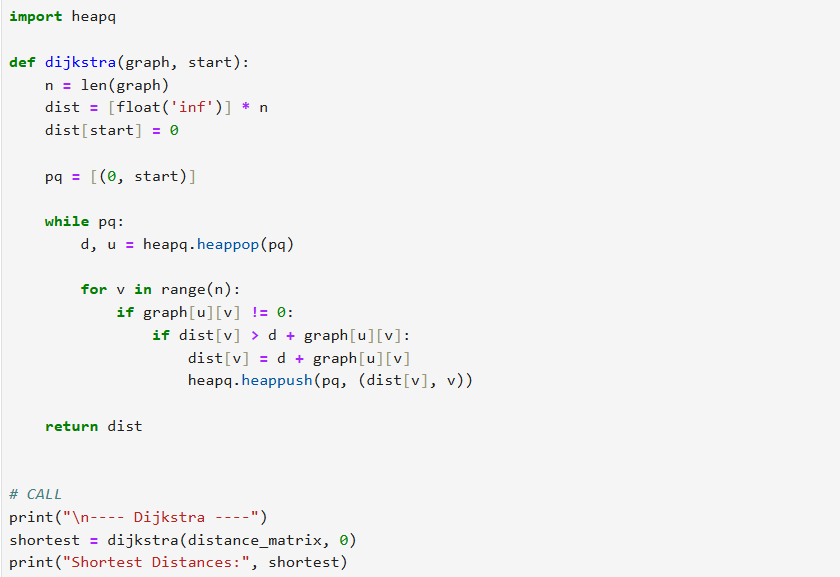 import heapq
def dijkstra(graph, start):
    n = len(graph)
    dist = [float('inf')] * n
    dist[start] = 0
    pq = [(0, start)]
    while pq:
        d, u = heapq.heappop(pq)
        for v in range(n):
            if graph[u][v] != 0:
                if dist[v] > d + graph[u][v]:
                    dist[v] = d + graph[u][v]
                    heapq.heappush(pq, (dist[v], v))
    return dist
# CALL
print("\n---- Dijkstra ----")
shortest = dijkstra(distance_matrix, 0)
print("Shortest Distances:", shortest)